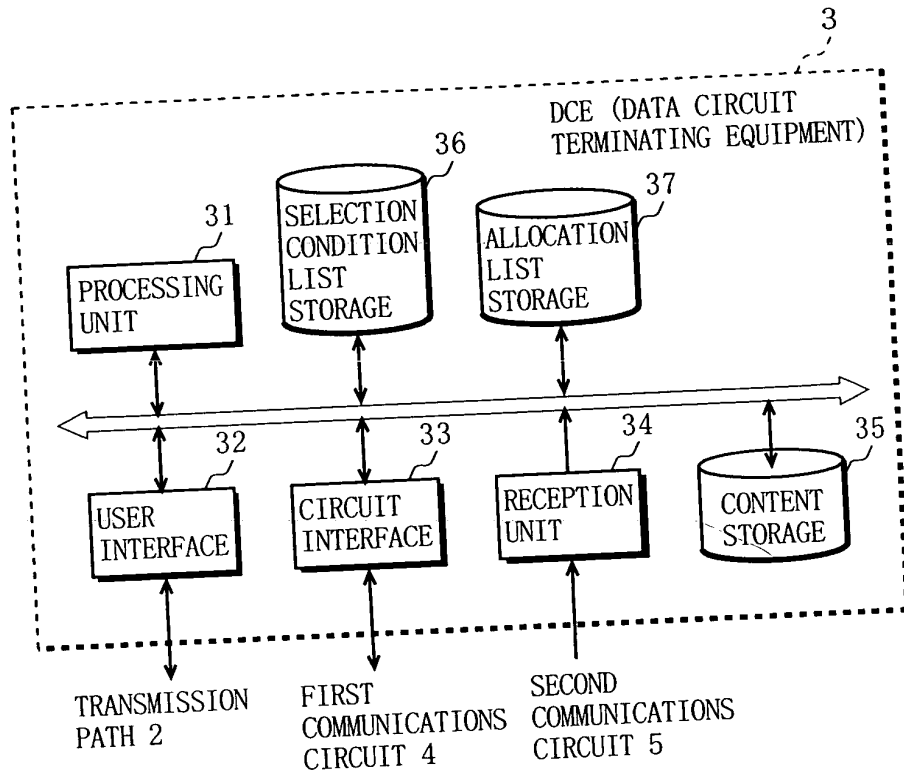 3
DCE (DATA CIRCUIT
TERMINATING EQUIPMENT)
36
SELECTION
CONDITION
LIST
STORAGE
37
ALLOCATION
LIST
STORAGE
31
PROCESSING
UNIT
32
USER
INTERFACE
33
CIRCUIT
INTERFACE
34
RECEPTION
UNIT
35
CONTENT
STORAGE
TRANSMISSION
PATH 2
FIRST
COMMUNICATIONS
CIRCUIT 4
SECOND
COMMUNICATIONS
CIRCUIT 5